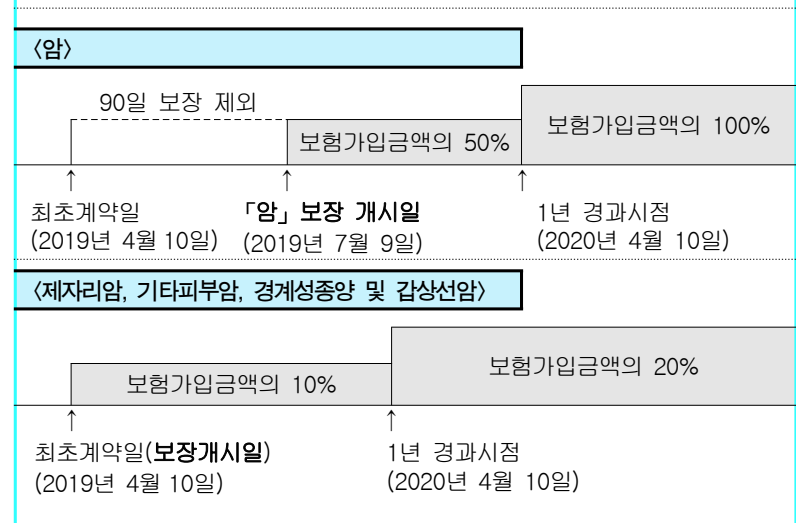 〈암〉
90일 보장 제외
보험가입금액의 50%
보험가입금액의 100%
↑ ↑ ↑
최초계약일 「암」보장 개시일 1년 경과시점
(2019년 4월 10일) (2019년 7월 9일) (2020년 4월 10일)
〈제자리암, 기타피부암, 경계성종양 및 갑상선암〉
보험가입금액의 10%
보험가입금액의 20%
↑ ↑
최초계약일(보장개시일) 1년 경과시점
(2019년 4월 10일) (2020년 4월 10일)